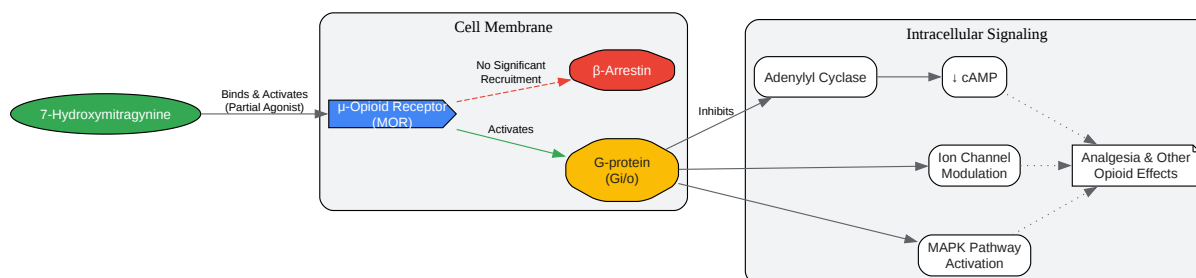 Cell Membrane
Intracellular Signaling
7-Hydroxymitragynine
Binds & Activates
(Partial Agonist)
μ-Opioid Receptor
(MOR)
No Significant
Recruitment
β-Arrestin
Activates
G-protein
(Gi/o)
Inhibits
Adenylyl Cyclase
↓ cAMP
Ion Channel
Modulation
MAPK Pathway
Activation
Analgesia & Other
Opioid Effects